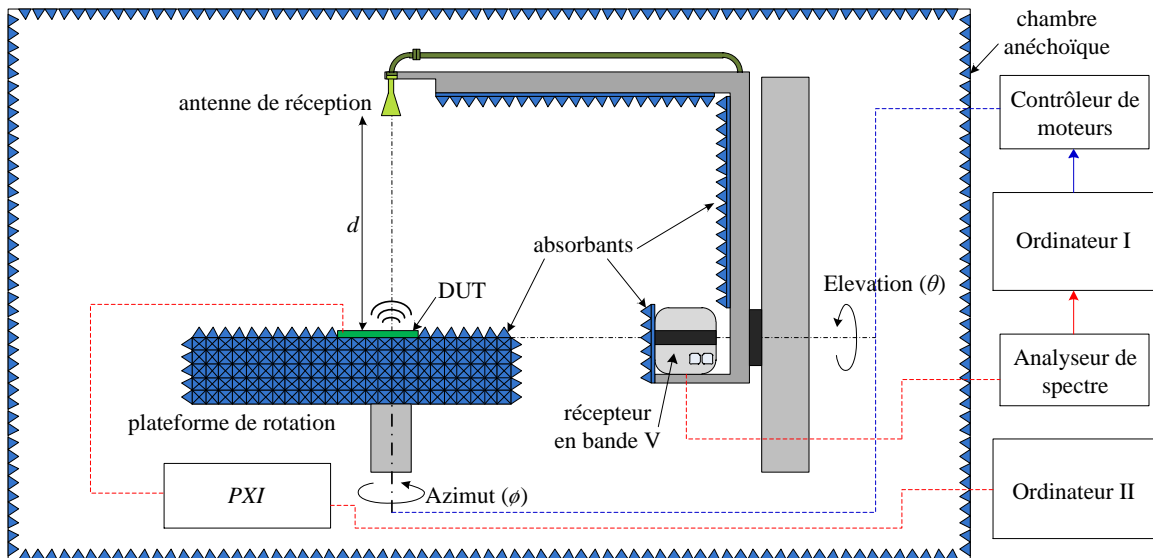 chambre
anéchoïque
antenne de réception
Contrôleur de
moteurs
d
absorbants
Ordinateur I
DUT
Elevation (θ)
Analyseur de
spectre
récepteur
en bande V
plateforme de rotation
PXI
Azimut (ϕ)
Ordinateur II